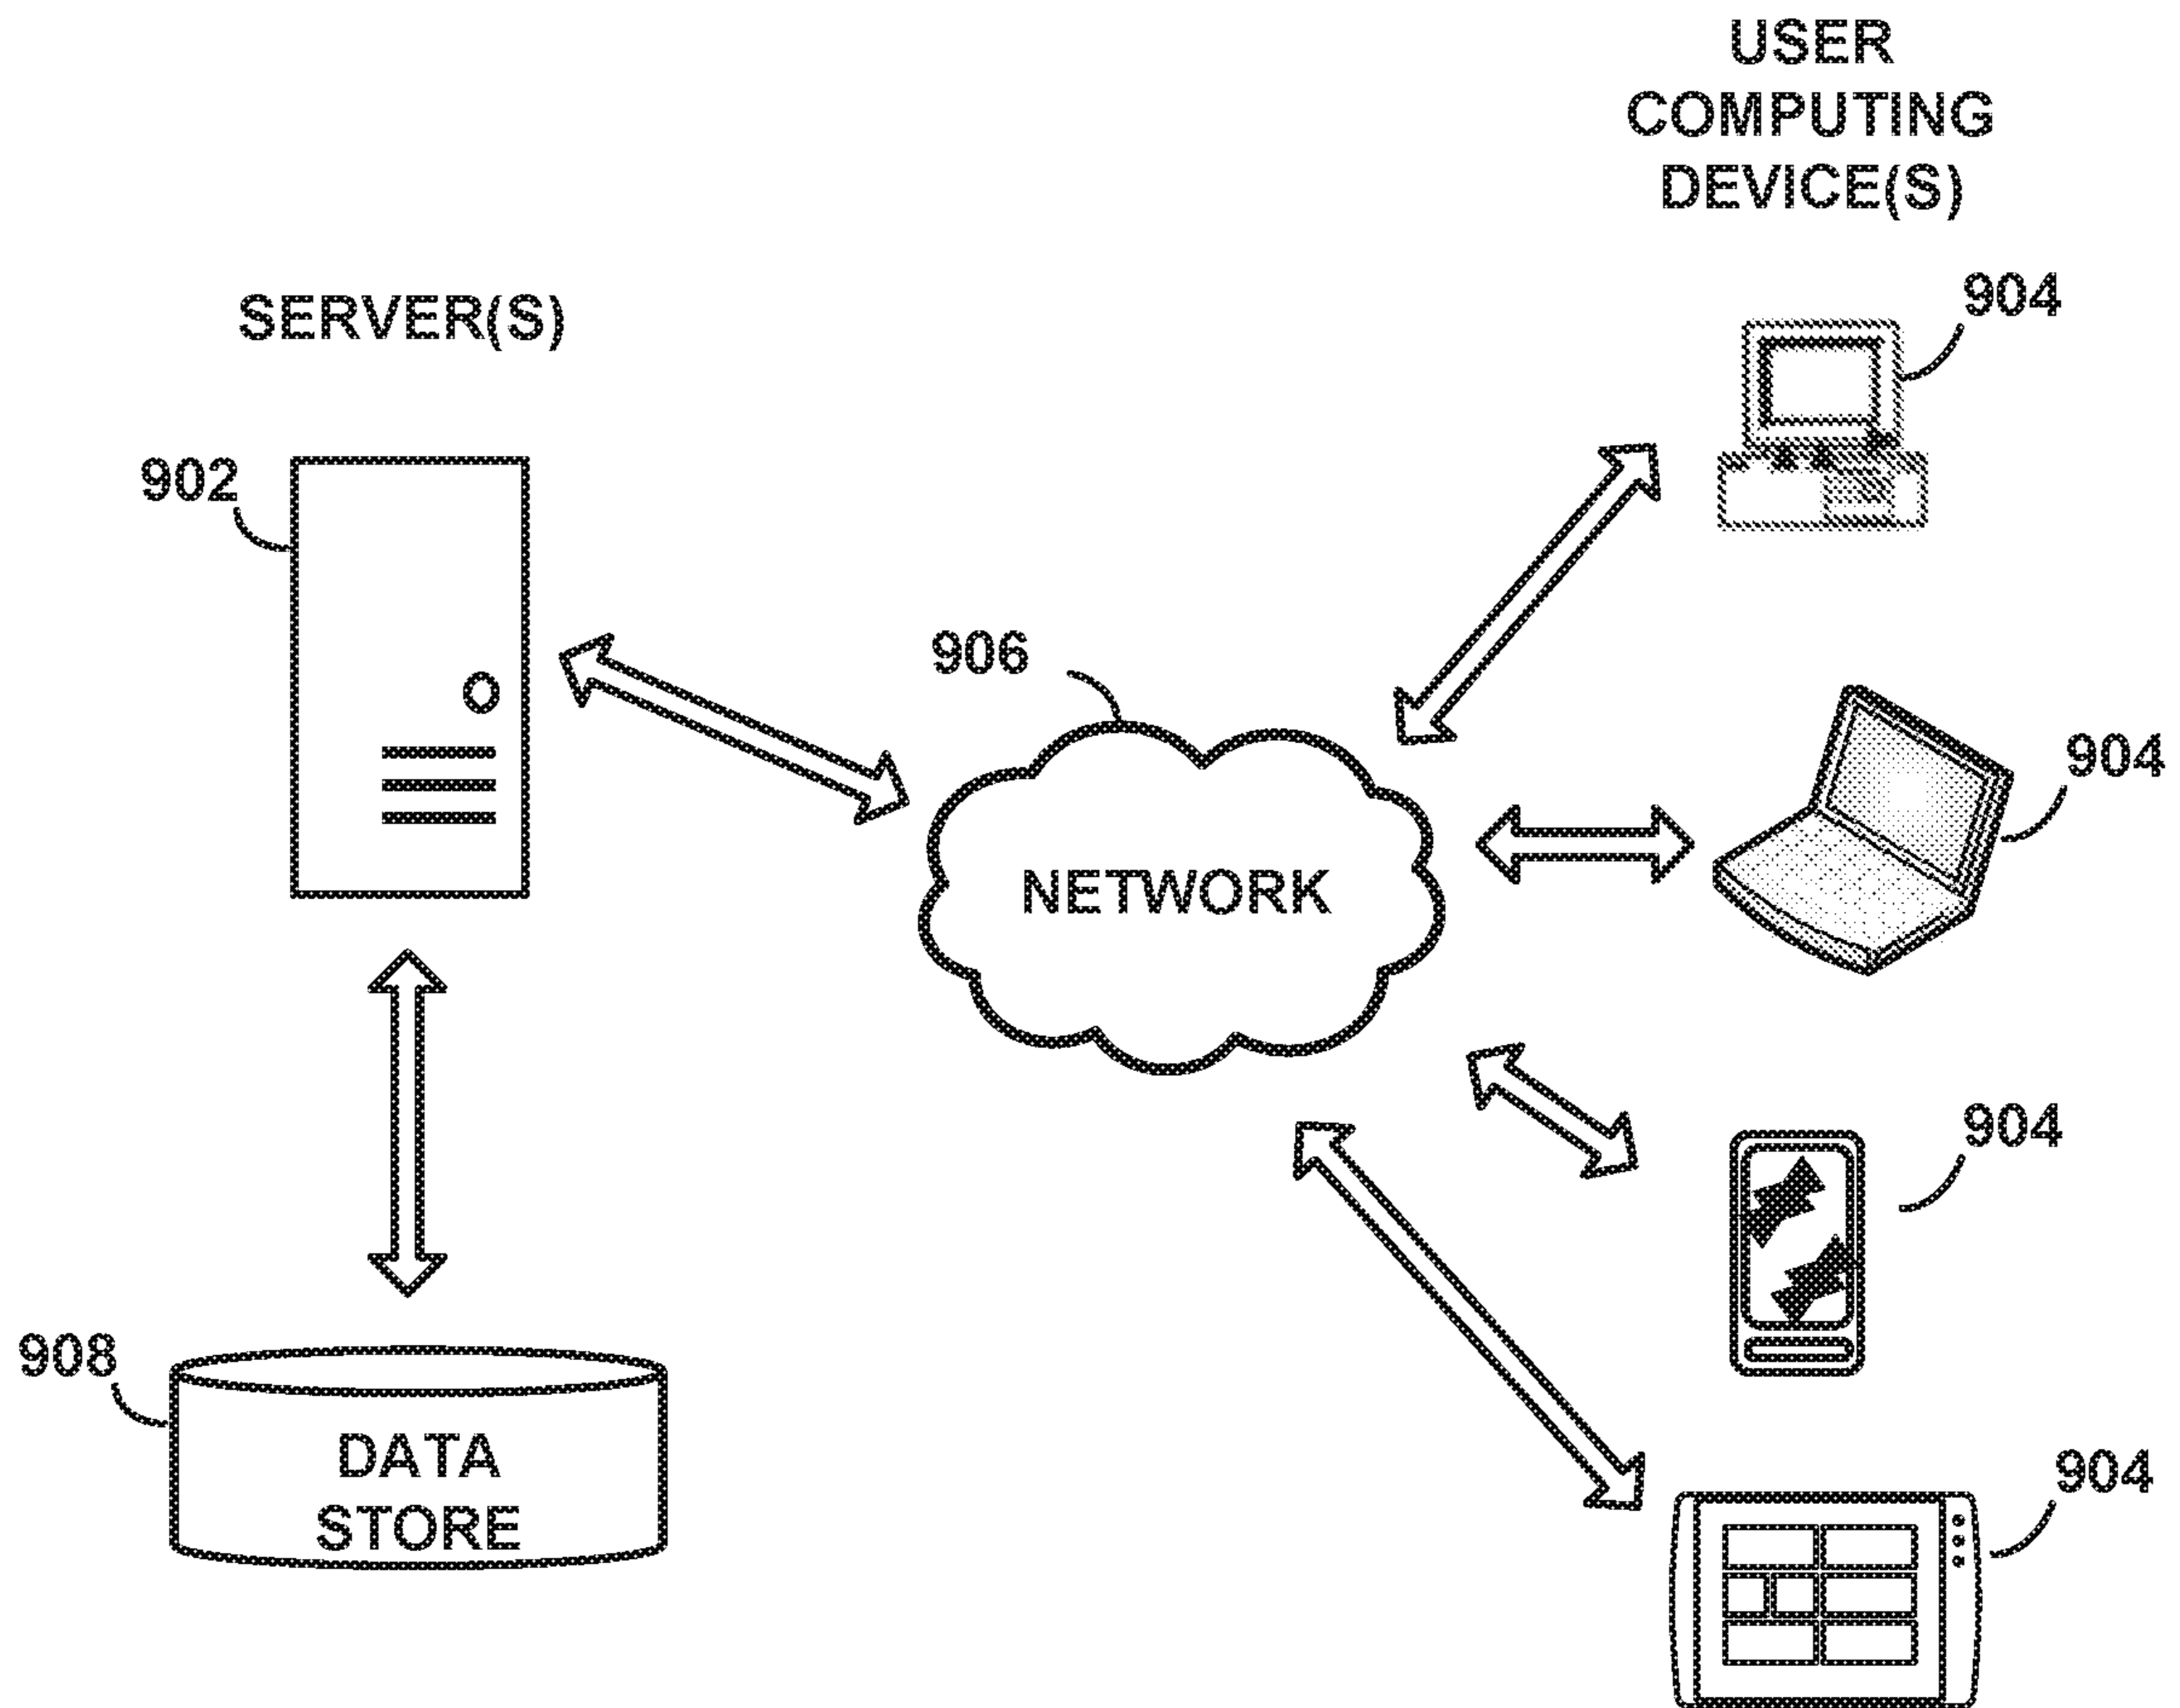 USER
COMPUTING
DEVICE(S)
904
SERVER(S)
902
906
904
NETWORK
904
908
DATA
STORE
904